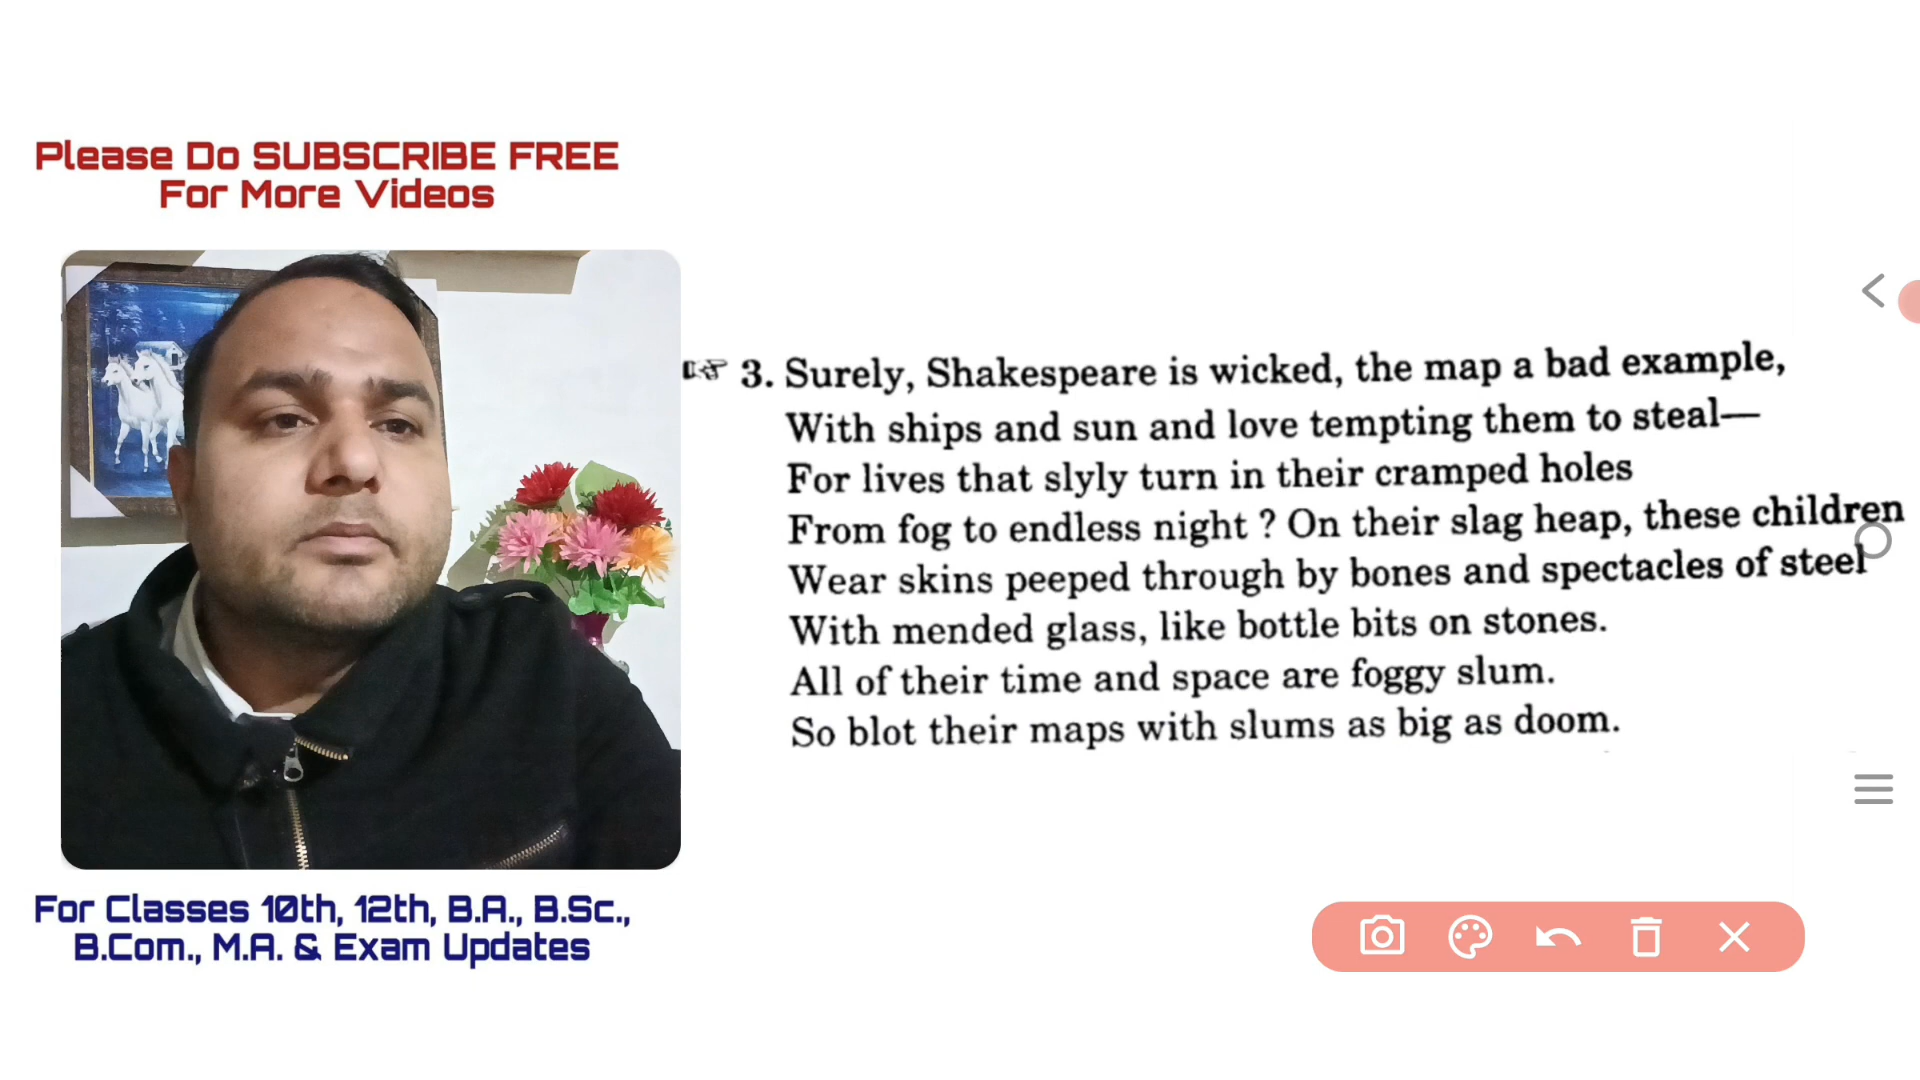 Please Do SUBSCRIBE FREE
For More Videos
3. Surely, Shakespeare is wicked, the map a bad example,
With ships and sun and love tempting them to steal—
For lives that slyly turn in their cramped holes
From fog to endless night ? On their slag heap, these children
Wear skins peeped through by bones and spectacles of steel
With mended glass, like bottle bits on stones.
All of their time and space are foggy slum.
So blot their maps with slums as big as doom.
For Classes 10th, 12th, B.A., B.Sc.,
B.Com., M.A. & Exam Updates